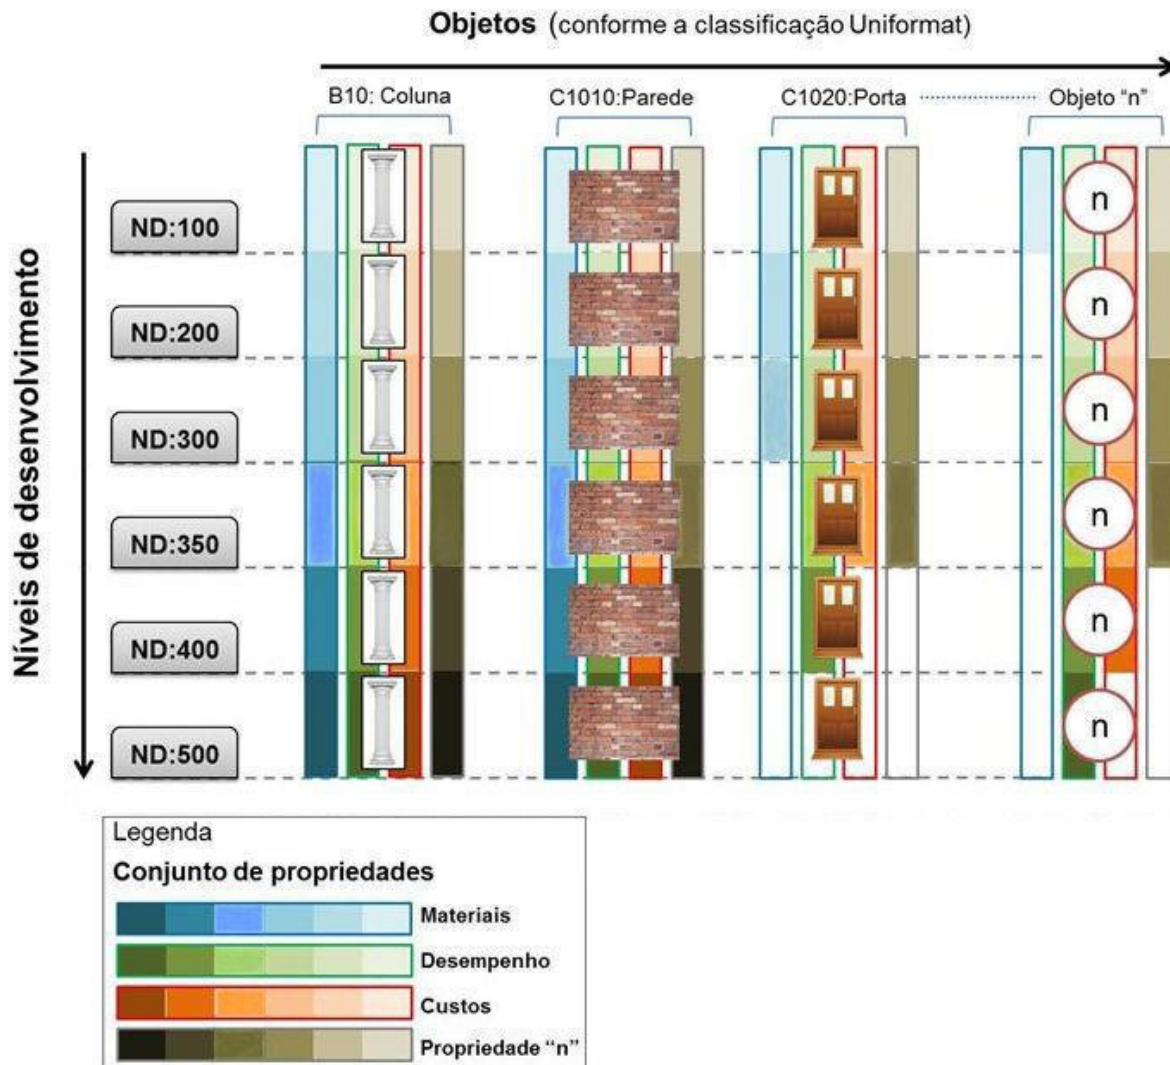 Objetos (conforme a classificação Uniformat)
B10: Coluna C1010:Parede C1020:Porta Objeto “n”
Níveis de desenvolvimento
ND:100
n
ND:200
n
ND:300
n
ND:350
n
ND:400
n
ND:500
n
Legenda
Conjunto de propriedades
Materiais
Desempenho
Custos
Propriedade “n”